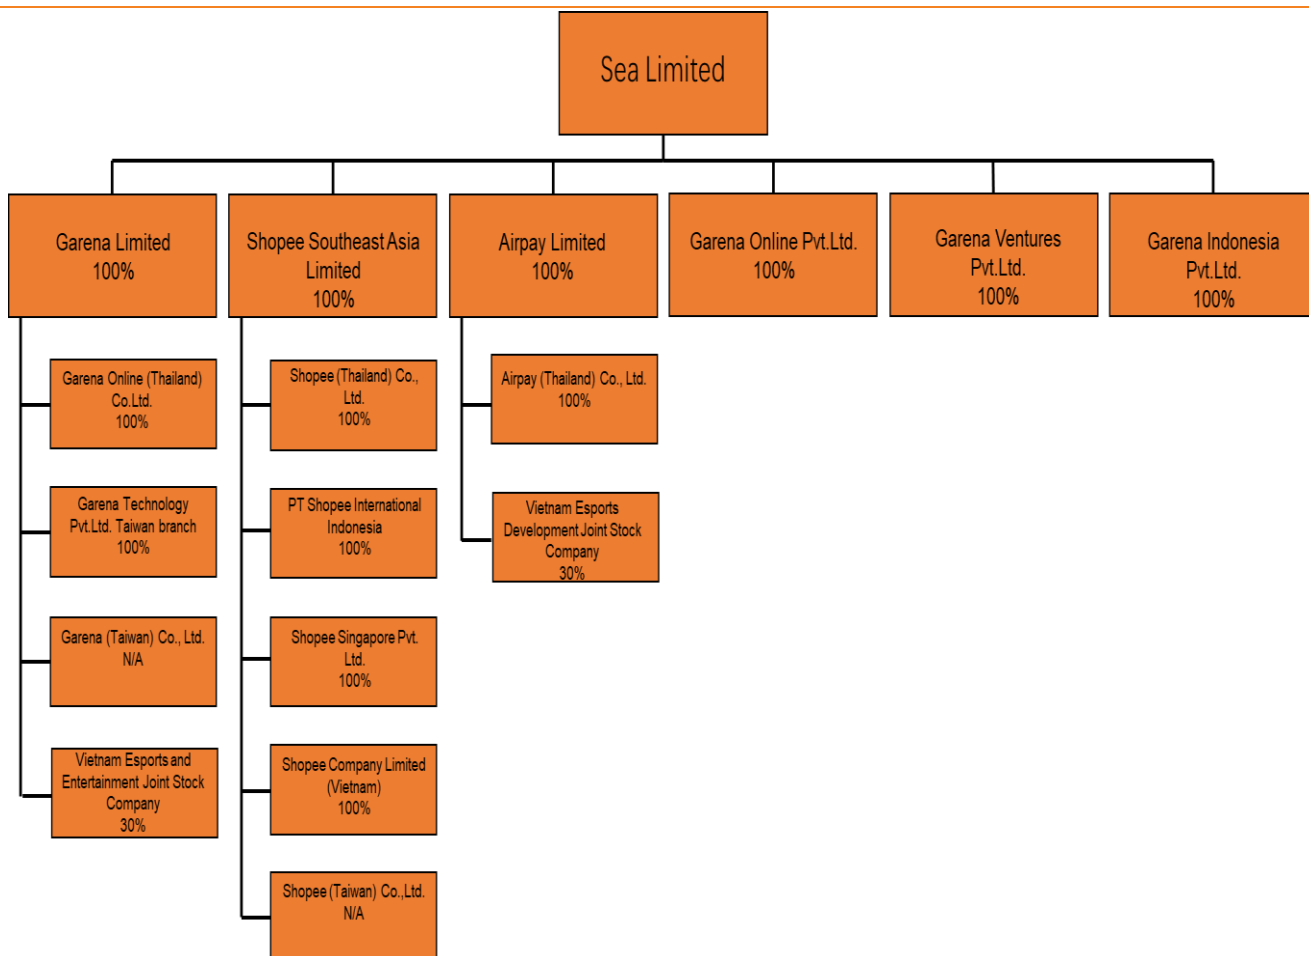 Sea Limited
Garena Limited
100%
Shopee Southeast Asia
Limited
100%
Airpay Limited
100%
Garena Online Pvt.Ltd.
100%
Garena Ventures
Pvt.Ltd.
100%
Garena Indonesia
Pvt.Ltd.
100%
Garena Online (Thailand)
Co.Ltd.
100%
Garena Technology
Pvt.Ltd. Taiwan branch
100%
Garena (Taiwan) Co., Ltd.
N/A
Vietnam Esports and
Entertainment Joint Stock
Company
30%
Shopee (Thailand) Co.,
Ltd.
100%
PT Shopee International
Indonesia
100%
Shopee Singapore Pvt.
Ltd.
100%
Shopee Company Limited
(Vietnam)
100%
Shopee (Taiwan) Co.,Ltd.
N/A
Airpay (Thailand) Co., Ltd.
100%
Vietnam Esports
Development Joint Stock
Company
30%